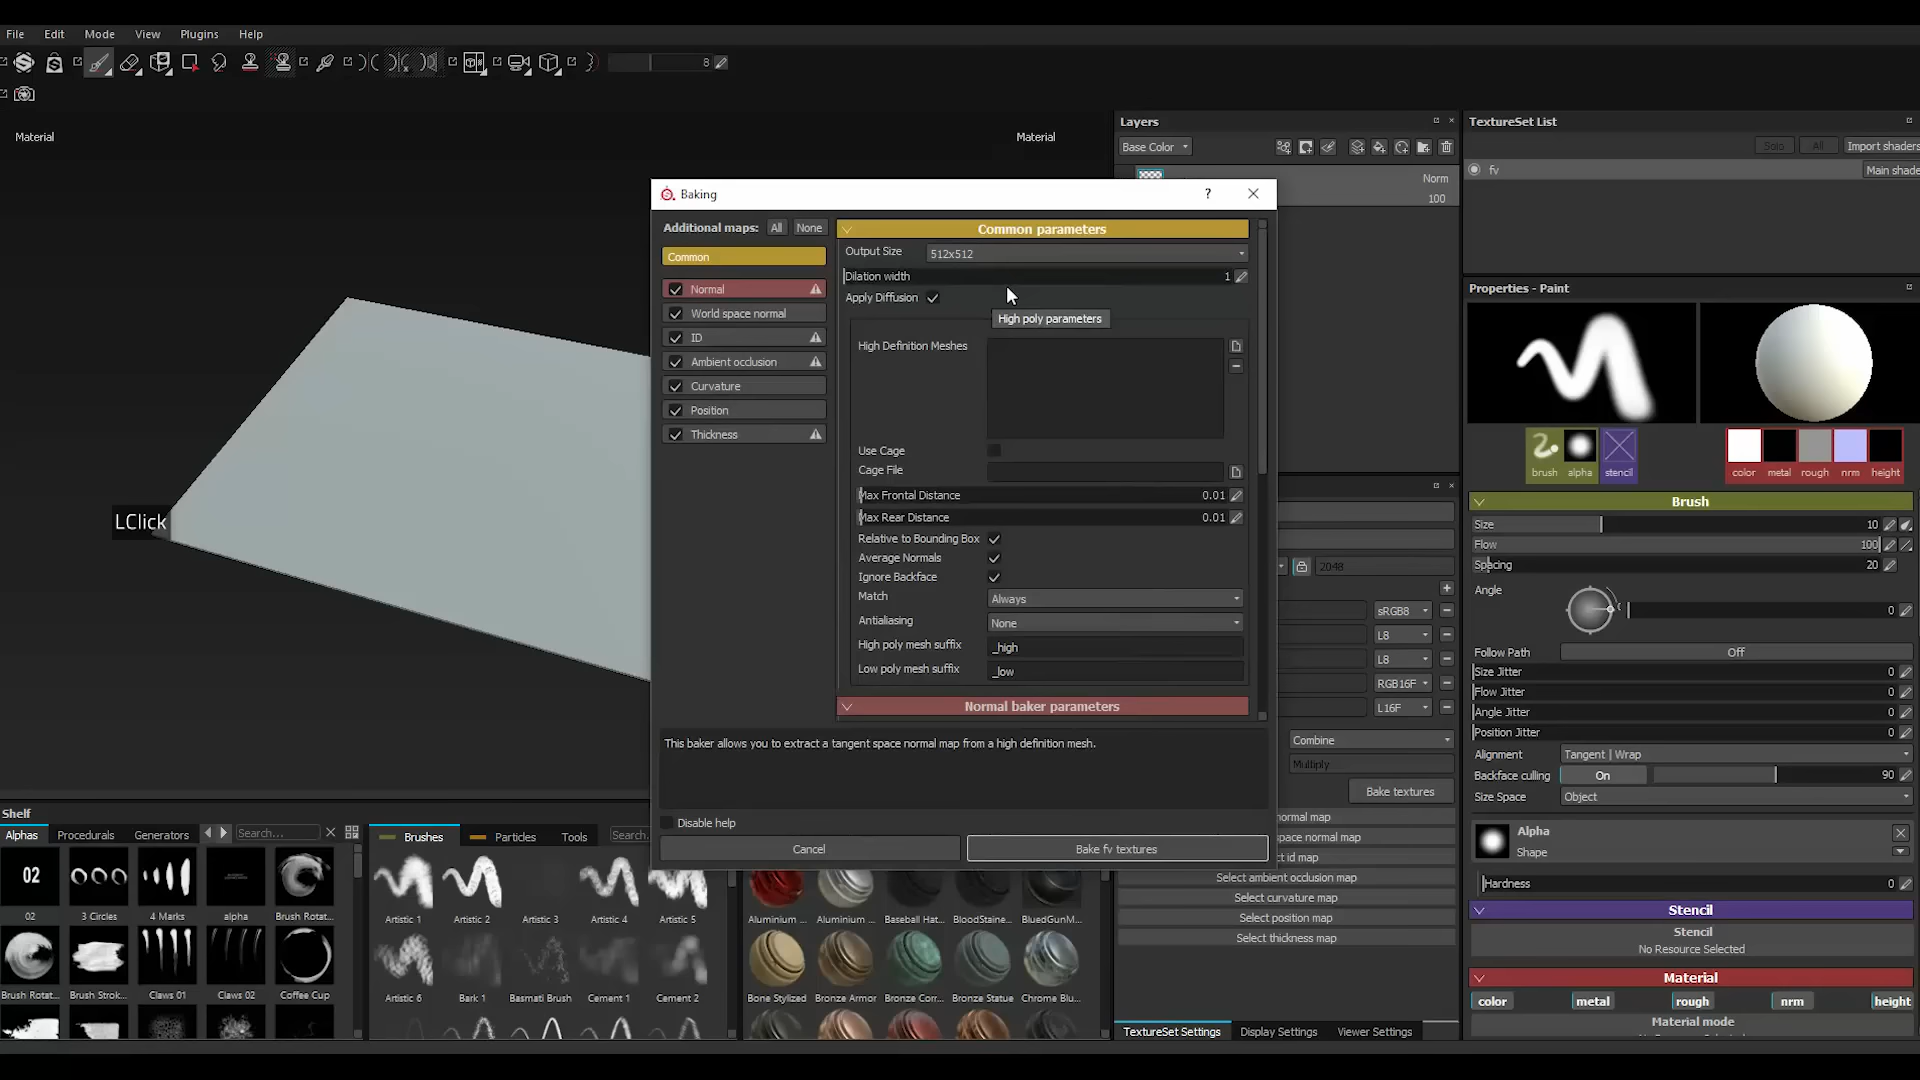 File Edit Mode View Plugins Help
8
Material
Material
Layers
Base Color
Norm
100
TextureSet List
Solo All Import shaders
fv
Main shade
Baking
?
Additional maps: All None
Common
Normal
World space normal
ID
Ambient occlusion
Curvature
Position
Thickness
Common parameters
Output Size 512x512
Dilation width 1
Apply Diffusion
High poly parameters
High Definition Meshes
Use Cage
Cage File
Max Frontal Distance 0.01
Max Rear Distance 0.01
Relative to Bounding Box
Average Normals
Ignore Backface
Match Always
Antialiasing None
High poly mesh suffix _high
Low poly mesh suffix _low
Normal baker parameters
This baker allows you to extract a tangent space normal map from a high definition mesh.
Disable help
Cancel
Bake fv textures
LClick
2048
sRGB8
L8
L8
RGB16F
L16F
Combine
Multiply
Bake textures
normal map
space normal map
ct id map
Select ambient occlusion map
Select curvature map
Select position map
Select thickness map
TextureSet Settings Display Settings Viewer Settings
Properties - Paint
brush alpha stencil
color metal rough nrm height
Brush
Size 10
Flow 100
Spacing 20
Angle
0
Follow Path Off
Size Jitter 0
Flow Jitter 0
Angle Jitter 0
Position Jitter 0
Alignment Tangent | Wrap
Backface culling On 90
Size Space Object
Alpha
Shape
Hardness 0
Stencil
Stencil
No Resource Selected
Material
color metal rough nrm height
Material mode
Shelf
Alphas Procedurals Generators Search...
02
02 3 Circles 4 Marks alpha Brush Rotat...
Brush Rotat... Brush Strok... Claws 01 Claws 02 Coffee Cup
Brushes Particles Tools Search.
Artistic 1 Artistic 2 Artistic 3 Artistic 4 Artistic 5
Artistic 6 Bark 1 Basmati Brush Cement 1 Cement 2
Aluminium ... Aluminium ... Baseball Hat... BloodStaine... BluedGunM...
Bone Stylized Bronze Armor Bronze Corr... Bronze Statue Chrome Blu...